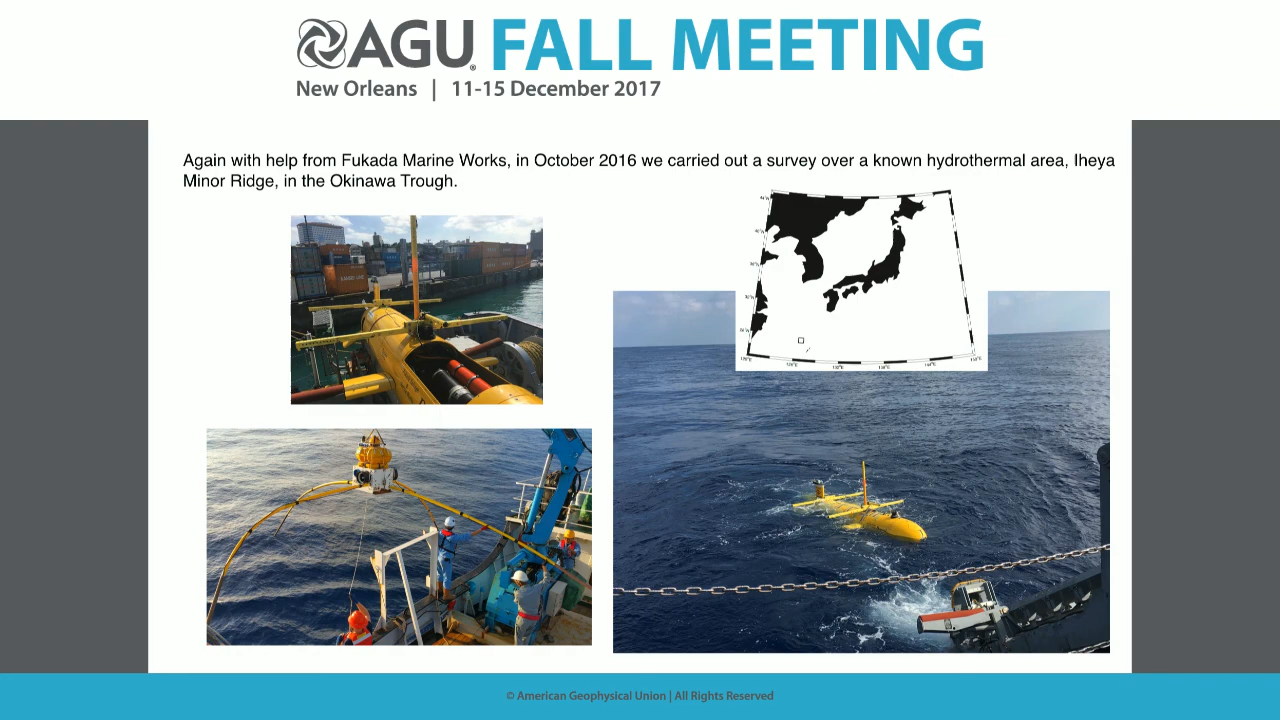 AGU FALL MEETING
New Orleans | 11-15 December 2017
Again with help from Fukada Marine Works, in October 2016 we carried out a survey over a known hydrothermal area, Iheya
Minor Ridge, in the Okinawa Trough.
© American Geophysical Union | All Rights Reserved